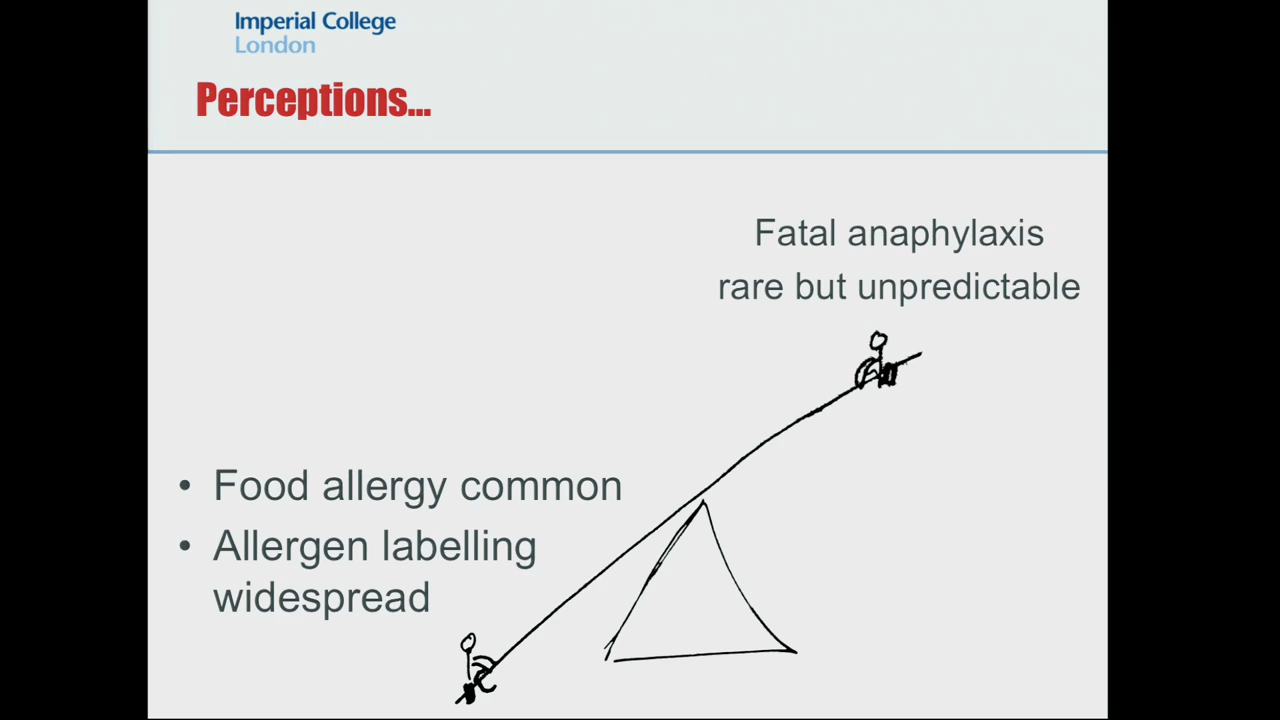 Imperial College
London
Perceptions...
Fatal anaphylaxis
rare but unpredictable
• Food allergy common
• Allergen labelling
widespread